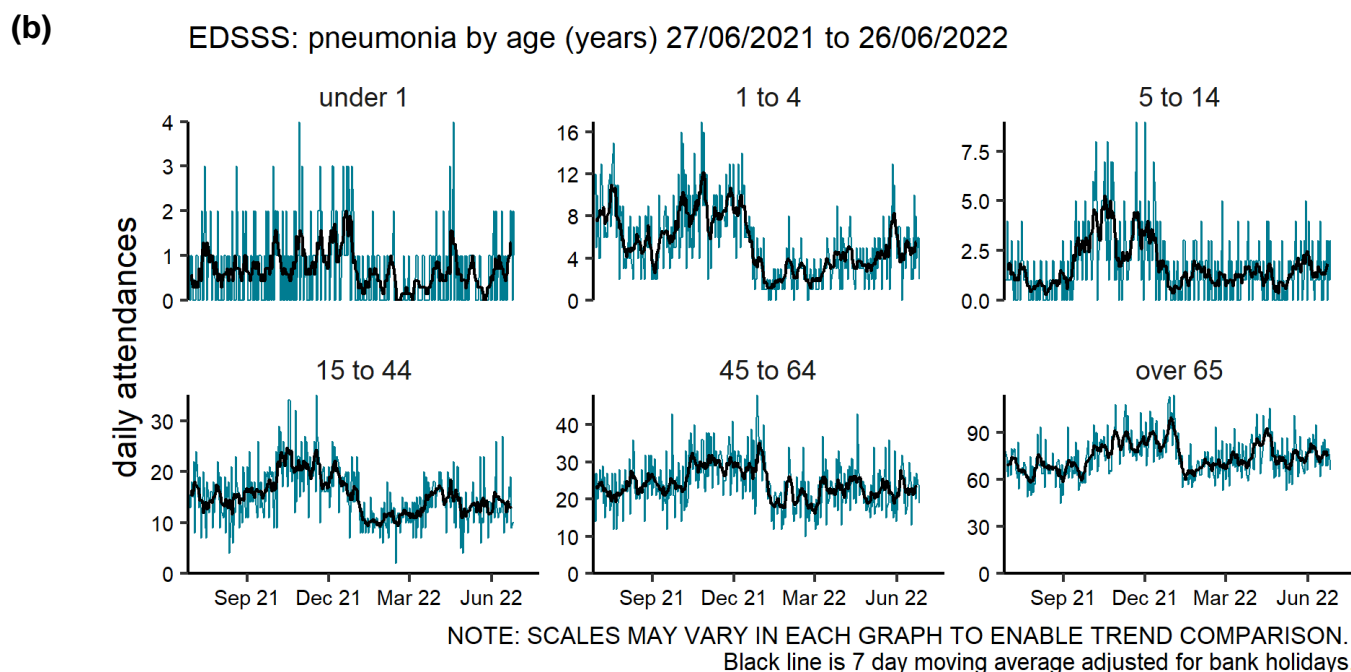 (b)
EDSSS: pneumonia by age (years) 27/06/2021 to 26/06/2022
under 1
1 to 4
5 to 14
4
3
2
1
0
16
12
8
4
0
7.5
5.0
2.5
0.0
daily attendances
15 to 44
45 to 64
over 65
30
20
10
0
40
30
20
10
0
90
60
30
0
Sep 21 Dec 21 Mar 22 Jun 22
Sep 21 Dec 21 Mar 22 Jun 22
Sep 21 Dec 21 Mar 22 Jun 22
NOTE: SCALES MAY VARY IN EACH GRAPH TO ENABLE TREND COMPARISON.
Black line is 7 day moving average adjusted for bank holidays